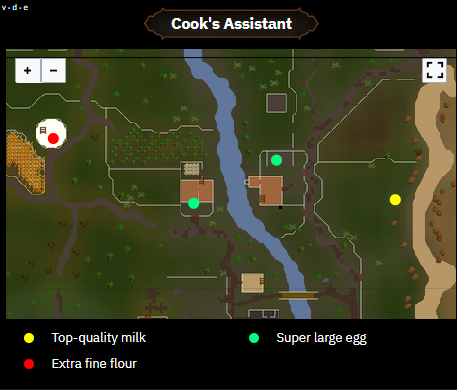 v·d·e
Cook's Assistant
+ −
Top-quality milk
Super large egg
Extra fine flour